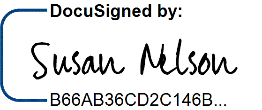 DocuSigned by:
Susan Nelson
B66AB36CD2C146B...